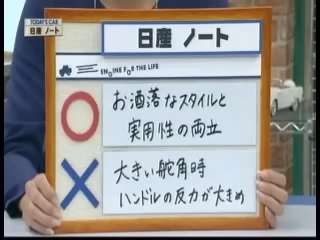 TODAY'S CAR
日産 ノート
日産 ノート
ENGINE FOR THE LIFE
お洒落なスタイルと
実用性の両立
大きい舵角時
ハンドルの反力が大きめ